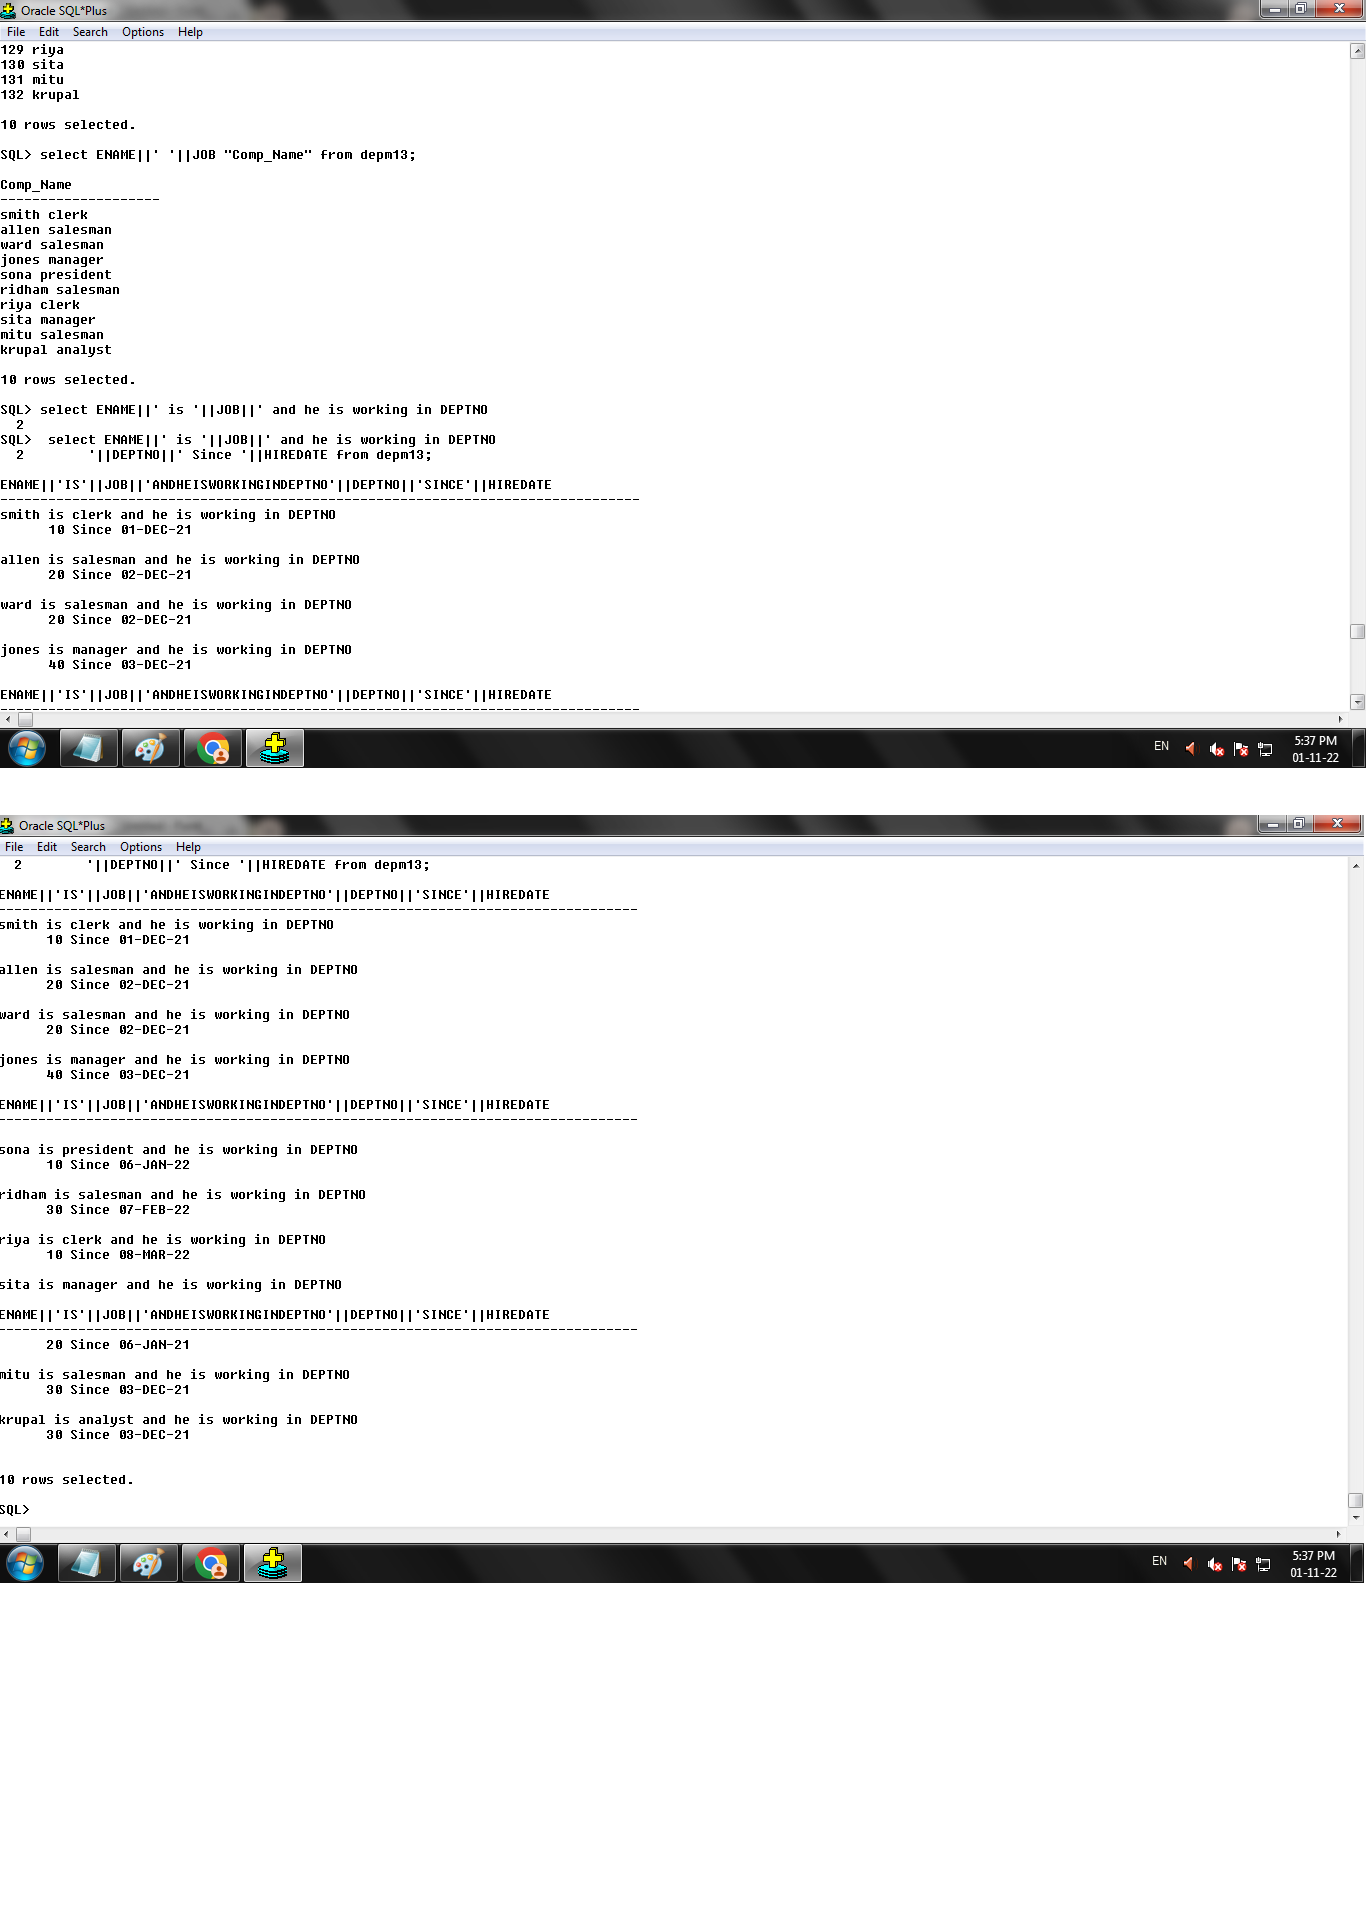 Oracle SQL*Plus
File Edit Search Options Help
129 riya
130 sita
131 mitu
132 krupal
10 rows selected.
SQL> select ENAME||' '||JOB "Comp_Name" from depm13;
Comp_Name
--------------------
smith clerk
allen salesman
ward salesman
jones manager
sona president
ridham salesman
riya clerk
sita manager
mitu salesman
krupal analyst
10 rows selected.
SQL> select ENAME||' is '||JOB||' and he is working in DEPTNO
2
SQL>  select ENAME||' is '||JOB||' and he is working in DEPTNO
2        '||DEPTNO||' Since '||HIREDATE from depm13;
ENAME||'IS'||JOB||'ANDHEISWORKINGINDEPTNO'||DEPTNO||'SINCE'||HIREDATE
--------------------------------------------------------------------------------
smith is clerk and he is working in DEPTNO
10 Since 01-DEC-21
allen is salesman and he is working in DEPTNO
20 Since 02-DEC-21
ward is salesman and he is working in DEPTNO
20 Since 02-DEC-21
jones is manager and he is working in DEPTNO
40 Since 03-DEC-21
ENAME||'IS'||JOB||'ANDHEISWORKINGINDEPTNO'||DEPTNO||'SINCE'||HIREDATE
--------------------------------------------------------------------------------
EN
5:37 PM
01-11-22
Oracle SQL*Plus
File Edit Search Options Help
2        '||DEPTNO||' Since '||HIREDATE from depm13;
ENAME||'IS'||JOB||'ANDHEISWORKINGINDEPTNO'||DEPTNO||'SINCE'||HIREDATE
--------------------------------------------------------------------------------
smith is clerk and he is working in DEPTNO
10 Since 01-DEC-21
allen is salesman and he is working in DEPTNO
20 Since 02-DEC-21
ward is salesman and he is working in DEPTNO
20 Since 02-DEC-21
jones is manager and he is working in DEPTNO
40 Since 03-DEC-21
ENAME||'IS'||JOB||'ANDHEISWORKINGINDEPTNO'||DEPTNO||'SINCE'||HIREDATE
--------------------------------------------------------------------------------
sona is president and he is working in DEPTNO
10 Since 06-JAN-22
ridham is salesman and he is working in DEPTNO
30 Since 07-FEB-22
riya is clerk and he is working in DEPTNO
10 Since 08-MAR-22
sita is manager and he is working in DEPTNO
ENAME||'IS'||JOB||'ANDHEISWORKINGINDEPTNO'||DEPTNO||'SINCE'||HIREDATE
--------------------------------------------------------------------------------
20 Since 06-JAN-21
mitu is salesman and he is working in DEPTNO
30 Since 03-DEC-21
krupal is analyst and he is working in DEPTNO
30 Since 03-DEC-21
10 rows selected.
SQL>
EN
5:37 PM
01-11-22